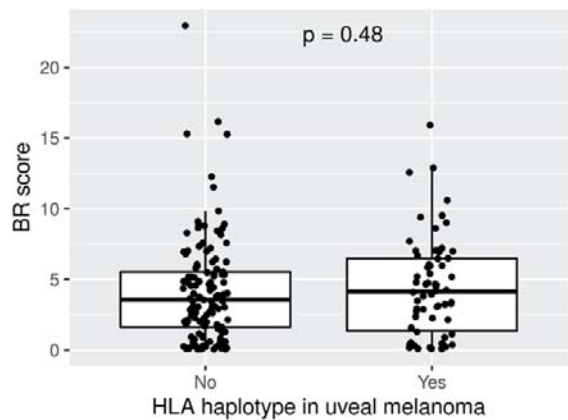 p = 0.48
BR score
20
15
10
5
0
No
Yes
HLA haplotype in uveal melanoma